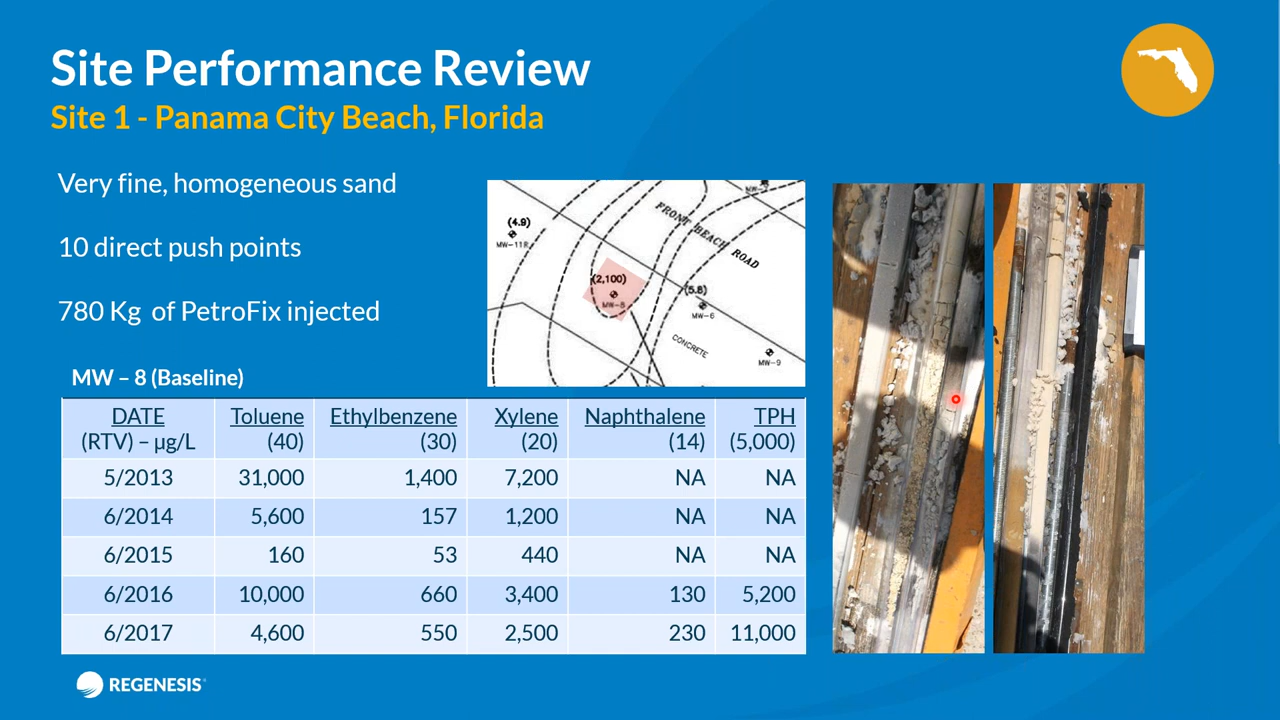 Site Performance Review
Site 1 - Panama City Beach, Florida
Very fine, homogeneous sand
10 direct push points
780 Kg of PetroFix injected
(4.9)
MW-11R
FRONT BEACH ROAD
(2,100)
MW-8
(5.8)
MW-6
CONCRETE
MW-9
MW – 8 (Baseline)
DATE Toluene Ethylbenzene Xylene Naphthalene TPH
(RTV) – µg/L (40) (30) (20) (14) (5,000)
5/2013 31,000 1,400 7,200 NA NA
6/2014 5,600 157 1,200 NA NA
6/2015 160 53 440 NA NA
6/2016 10,000 660 3,400 130 5,200
6/2017 4,600 550 2,500 230 11,000
REGENESIS